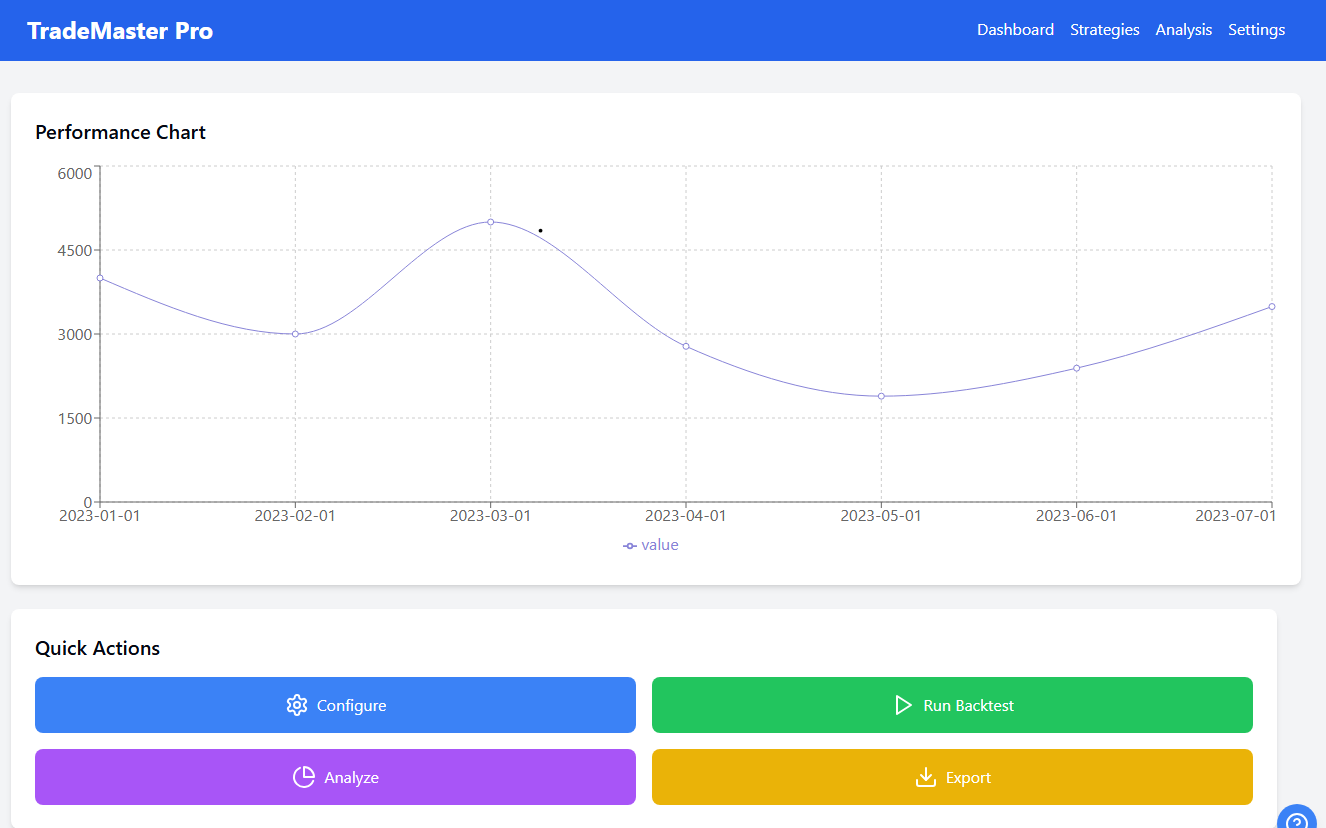 TradeMaster Pro
Dashboard Strategies Analysis Settings
Performance Chart
6000
4500
3000
1500
0
2023-01-01 2023-02-01 2023-03-01 2023-04-01 2023-05-01 2023-06-01 2023-07-01
value
Quick Actions
Configure Run Backtest
Analyze Export
?